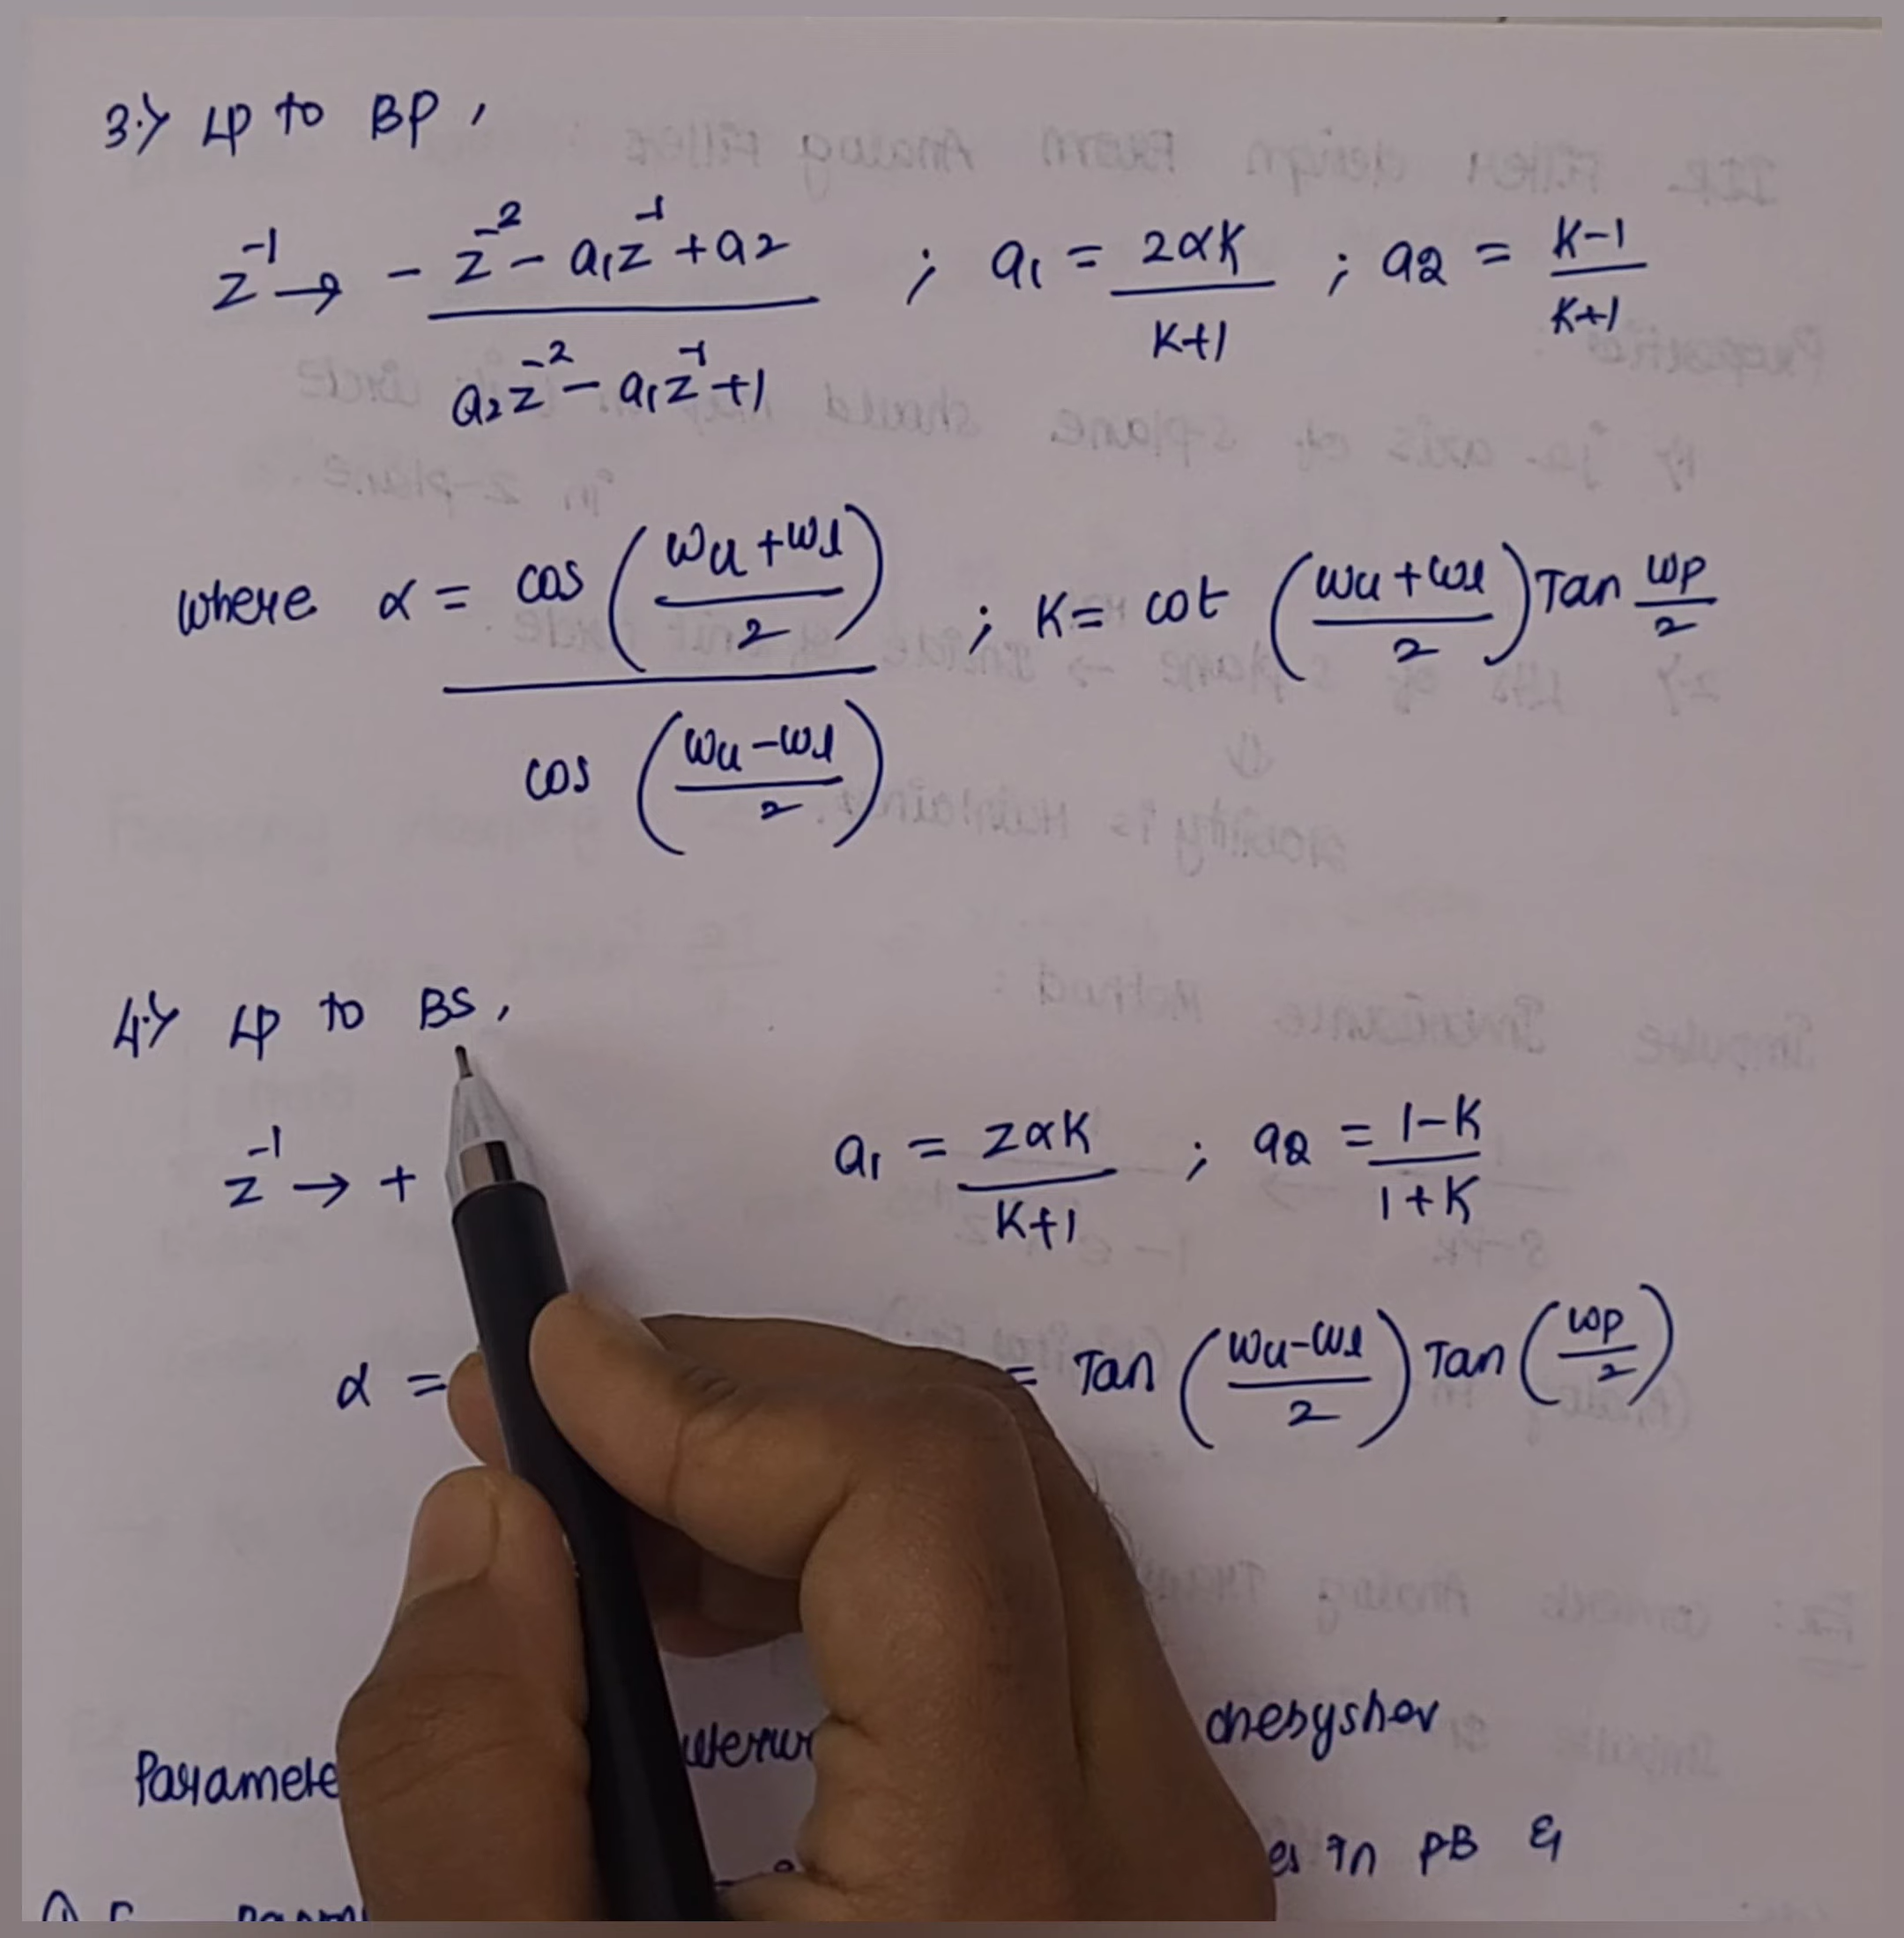 3.) LP to BP,
z⁻¹ → - (z⁻² - a₁z⁻¹ + a₂) / (a₂z⁻² - a₁z⁻¹ + 1) ; a₁ = 2αK / K+1 ; a₂ = K-1 / K+1
where α = cos((ωu + ωl)/2) / cos((ωu - ωl)/2) ; K = cot((ωu + ωl)/2) Tan ωp/2
4.) LP to BS,
z⁻¹ → + a₁ = 2αK / K+1 ; a₂ = 1-K / 1+K
α = = Tan((ωu - ωl)/2) Tan(ωp/2)
chebyshev
in PB &